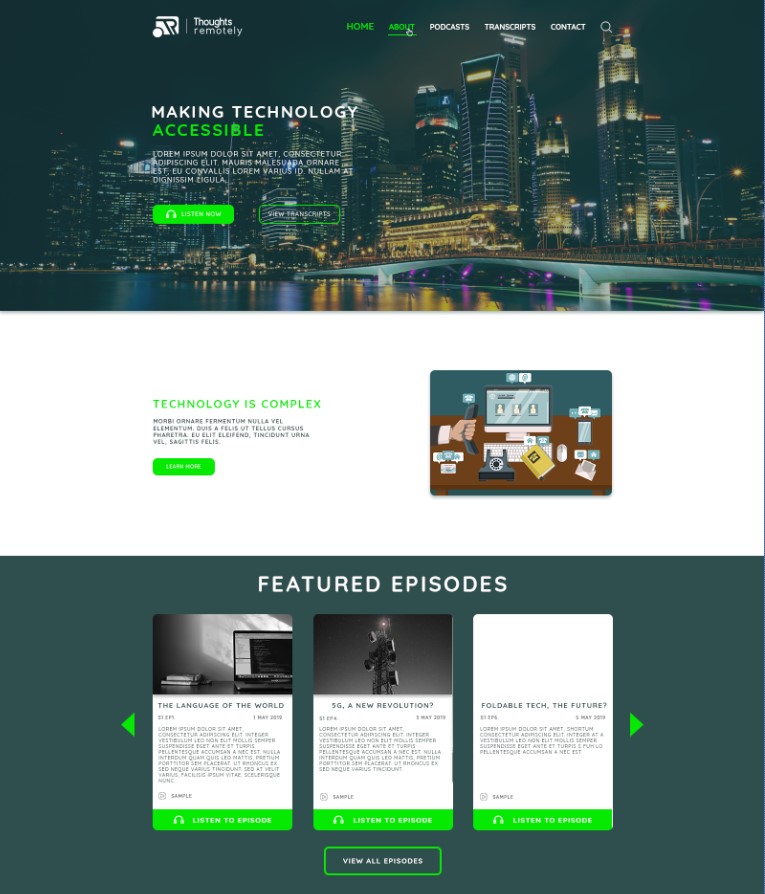 Thoughts
remotely
HOME ABOUT PODCASTS TRANSCRIPTS CONTACT
MAKING TECHNOLOGY
ACCESSIBLE
LOREM IPSUM DOLOR SIT AMET, CONSECTETUR
ADIPISCING ELIT. MAURIS MALESUADA ORNARE
EST, EU CONVALLIS LOREM VARIUS ID. NULLAM AT
DIGNISSIM LIGULA.
LISTEN NOW VIEW TRANSCRIPTS
TECHNOLOGY IS COMPLEX
MORBI ORNARE FERMENTUM NULLA VEL
ELEMENTUM. DUIS A FELIS UT TELLUS CURSUS
PHARETRA. EU ELIT ELEIFEND, TINCIDUNT URNA
VEL, SAGITTIS FELIS.
LEARN MORE
FEATURED EPISODES
THE LANGUAGE OF THE WORLD
S1 EP1 1 MAY 2019
LOREM IPSUM DOLOR SIT AMET,
CONSECTETUR ADIPISCING ELIT. INTEGER
VESTIBULUM LEO NON ELIT MOLLIS SEMPER.
SUSPENDISSE EGET ANTE ET TURPIS
PELLENTESQUE ACCUMSAN A NEC EST. NULLA
INTERDUM QUAM QUIS LEO MATTIS, PRETIUM
PORTTITOR SEM PLACERAT. UT RHONCUS EX
SED NEQUE VARIUS TINCIDUNT. SED AT VELIT
VARIUS, FACILISIS IPSUM VITAE, SCELERISQUE
NUNC.
SAMPLE
LISTEN TO EPISODE
5G, A NEW REVOLUTION?
S1 EP4 3 MAY 2019
LOREM IPSUM DOLOR SIT AMET,
CONSECTETUR ADIPISCING ELIT. INTEGER
VESTIBULUM LEO NON ELIT MOLLIS SEMPER.
SUSPENDISSE EGET ANTE ET TURPIS
PELLENTESQUE ACCUMSAN A NEC EST. NULLA
INTERDUM QUAM QUIS LEO MATTIS, PRETIUM
PORTTITOR SEM PLACERAT. UT RHONCUS EX
SED NEQUE VARIUS TINCIDUNT.
SAMPLE
LISTEN TO EPISODE
FOLDABLE TECH, THE FUTURE?
S1 EP6 3 MAY 2019
LOREM IPSUM DOLOR SIT AMET, SHORTUM
CONSECTETUR ADIPISCING ELIT. INTEGER AT A
VESTIBULUM LEO NON ELIT MOLLIS SEMPER.
SUSPENDISSE EGET ANTE ET TURPIS
PELLENTESQUE ACCUMSAN A NEC EST.
SAMPLE
LISTEN TO EPISODE
VIEW ALL EPISODES